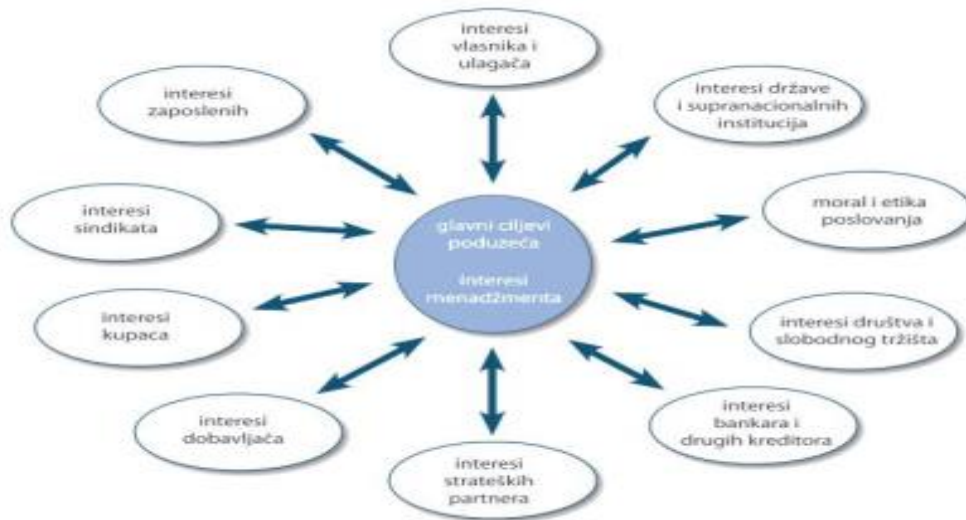 interesi
vlasnika i
ulagača
interesi države
i supranacionalnih
institucija
moral i etika
poslovanja
interesi društva i
slobodnog tržišta
interesi
bankara i
drugih kreditora
interesi
strateških
partnera
interesi
dobavljača
interesi
kupaca
interesi
sindikata
interesi
zaposlenih
glavni ciljevi
poduzeća
interesi
menadžmenta